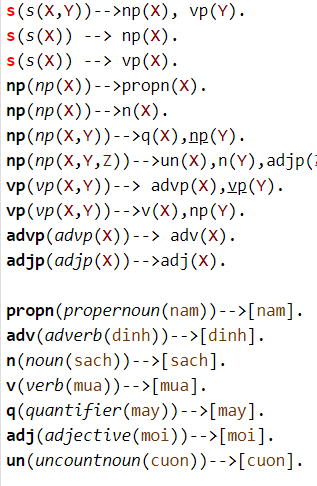 s(s(X,Y))-->np(X), vp(Y).
s(s(X)) --> np(X).
s(s(X)) --> vp(X).
np(np(X))-->propn(X).
np(np(X))-->n(X).
np(np(X,Y))-->q(X),np(Y).
np(np(X,Y,Z))-->un(X),n(Y),adjp(
vp(vp(X,Y))--> advp(X),vp(Y).
vp(vp(X,Y))-->v(X),np(Y).
advp(advp(X))--> adv(X).
adjp(adjp(X))-->adj(X).
propn(propernoun(nam))-->[nam].
adv(adverb(dinh))-->[dinh].
n(noun(sach))-->[sach].
v(verb(mua))-->[mua].
q(quantifier(may))-->[may].
adj(adjective(moi))-->[moi].
un(uncountnoun(cuon))-->[cuon].